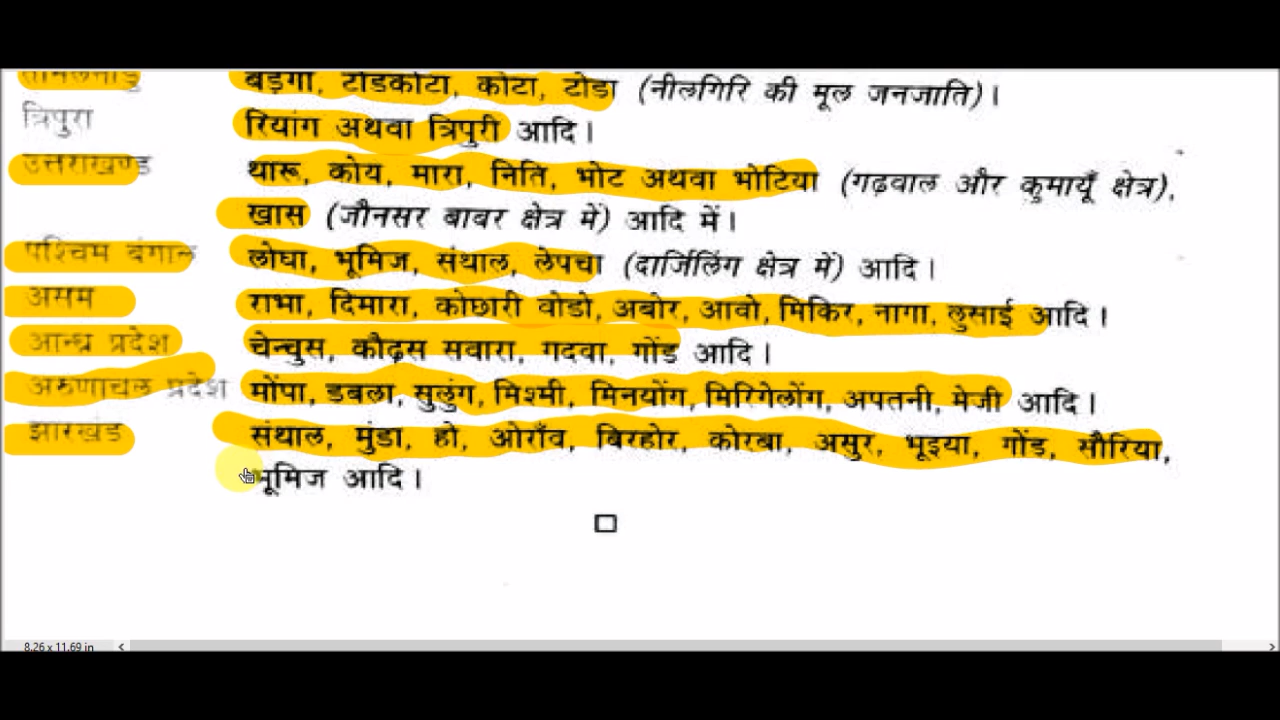 तमिलनाडु बड़गा, टोडकोटा, कोटा, टोडा (नीलगिरि की मूल जनजाति)।
त्रिपुरा रियांग अथवा त्रिपुरी आदि।
उत्तराखण्ड थारू, कोय, मारा, निति, भोट अथवा भोटिया (गढ़वाल और कुमायूँ क्षेत्र),
खास (जौनसर बाबर क्षेत्र में) आदि में।
पश्चिम बंगाल लोघा, भूमिज, संथाल, लेपचा (दार्जिलिंग क्षेत्र में) आदि।
असम राभा, दिमारा, कोछारी वोडो, अबोर, आवो, मिकिर, नागा, लुसाई आदि।
आन्ध्र प्रदेश चेन्चुस, कौढ़स सवारा, गदवा, गोंड आदि।
अरुणाचल प्रदेश मोंपा, डबला, सुलुंग, मिश्मी, मिनयोंग, मिरिगेलोंग, अपतनी, मेजी आदि।
झारखंड संथाल, मुंडा, हो, ओराँव, बिरहोर, कोरबा, असुर, भूइया, गोंड, सौरिया,
भूमिज आदि।
8.26 x 11.69 in